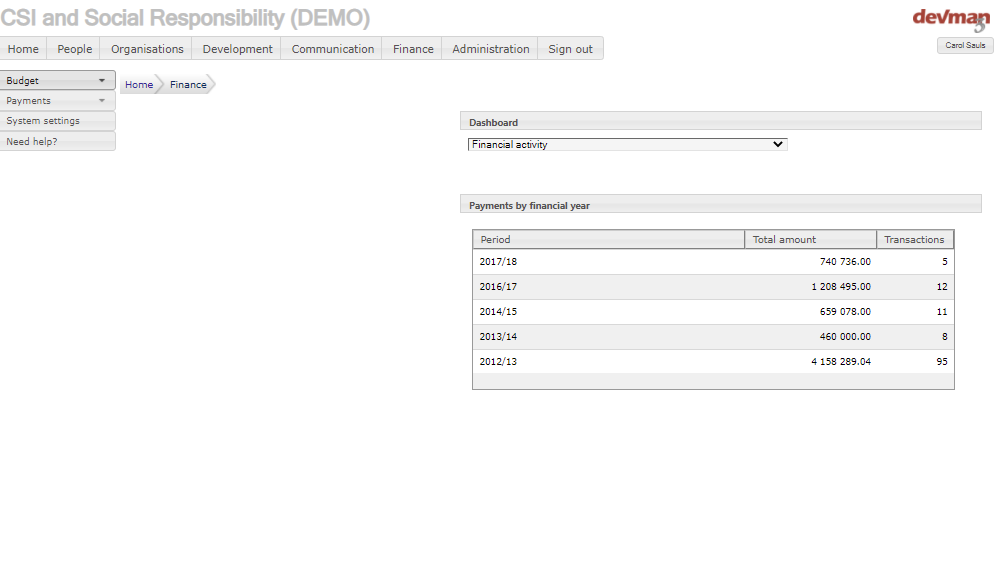 CSI and Social Responsibility (DEMO)
devman 5
Home People Organisations Development Communication Finance Administration Sign out
Carol Sauls
Budget
Payments
System settings
Need help?
Home Finance
Dashboard
Financial activity
Payments by financial year
Period Total amount Transactions
2017/18 740 736.00 5
2016/17 1 208 495.00 12
2014/15 659 078.00 11
2013/14 460 000.00 8
2012/13 4 158 289.04 95